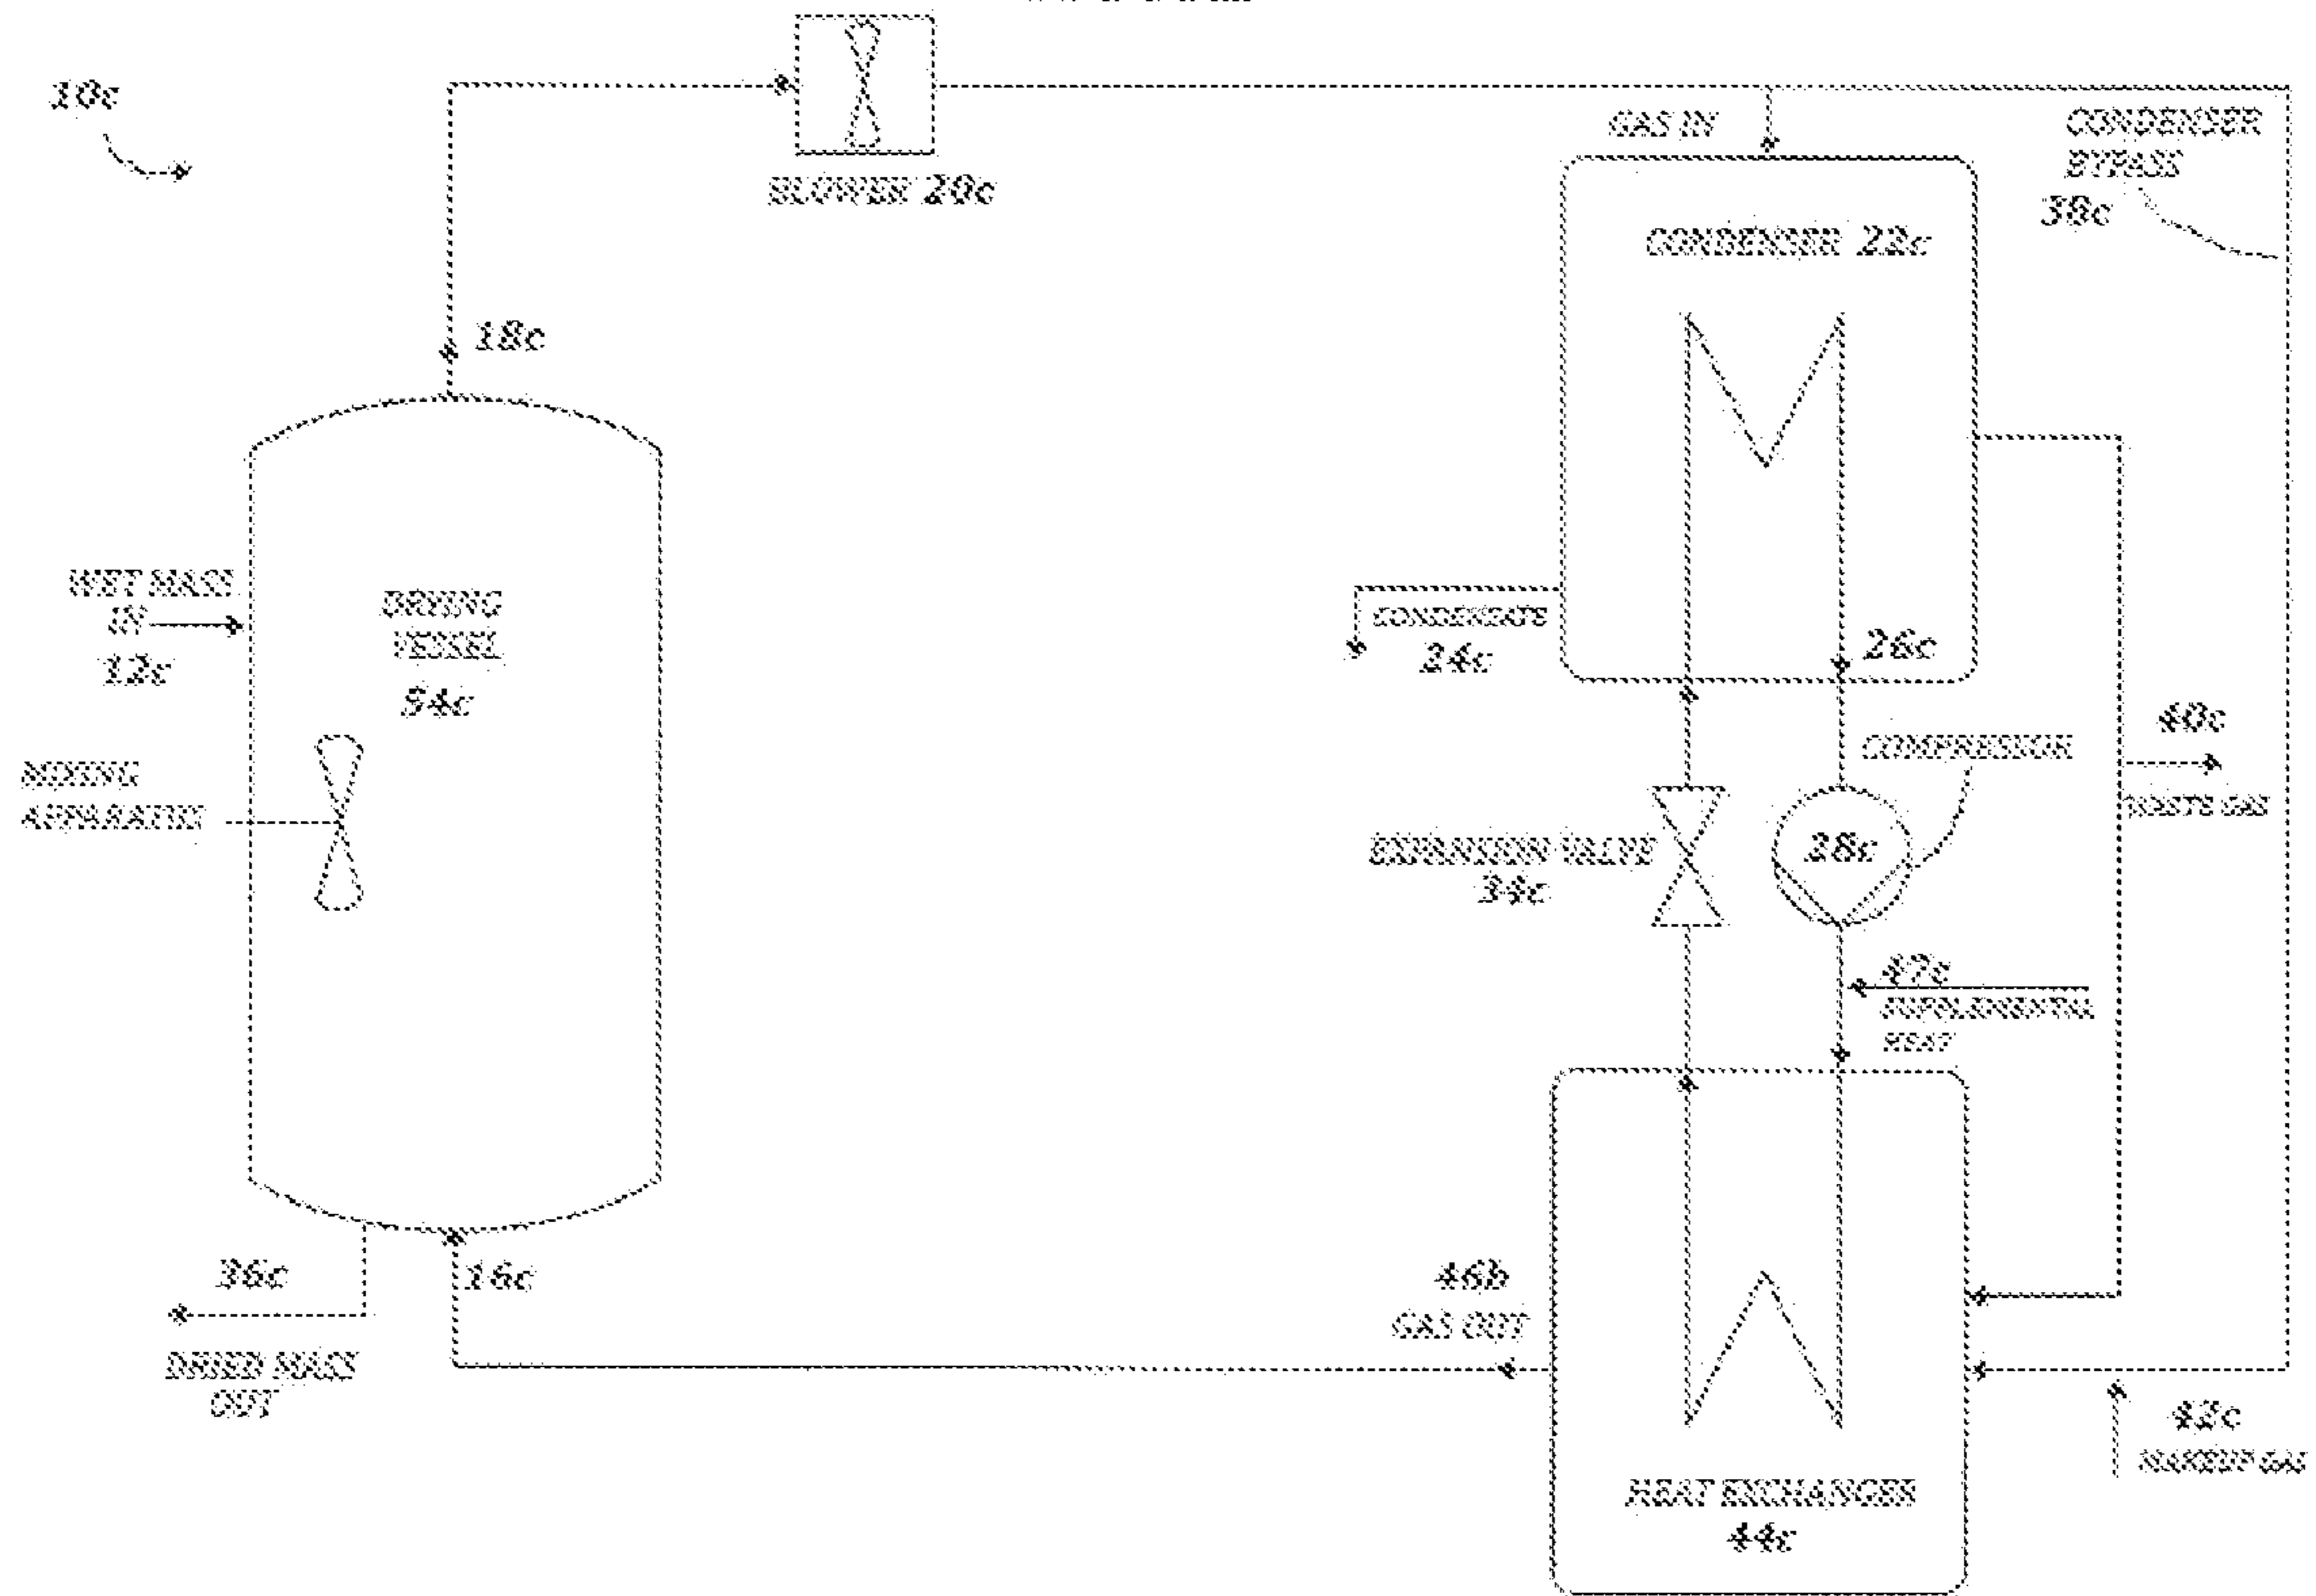 10c
BLOWER 20c
GAS IN
CONDENSER
BYPASS
38c
CONDENSER 22c
18c
WET MASS
IN
12c
DRYING
VESSEL
54c
CONDENSATE
24c
26c
40c
WASTE GAS
COMPRESSOR
MIXING
APPARATUS
EXPANSION VALVE
34c
28c
47c
SUPPLEMENTAL
HEAT
36c
16c
46b
GAS OUT
DRIED MASS
OUT
42c
MAKEUP GAS
HEAT EXCHANGER
44c